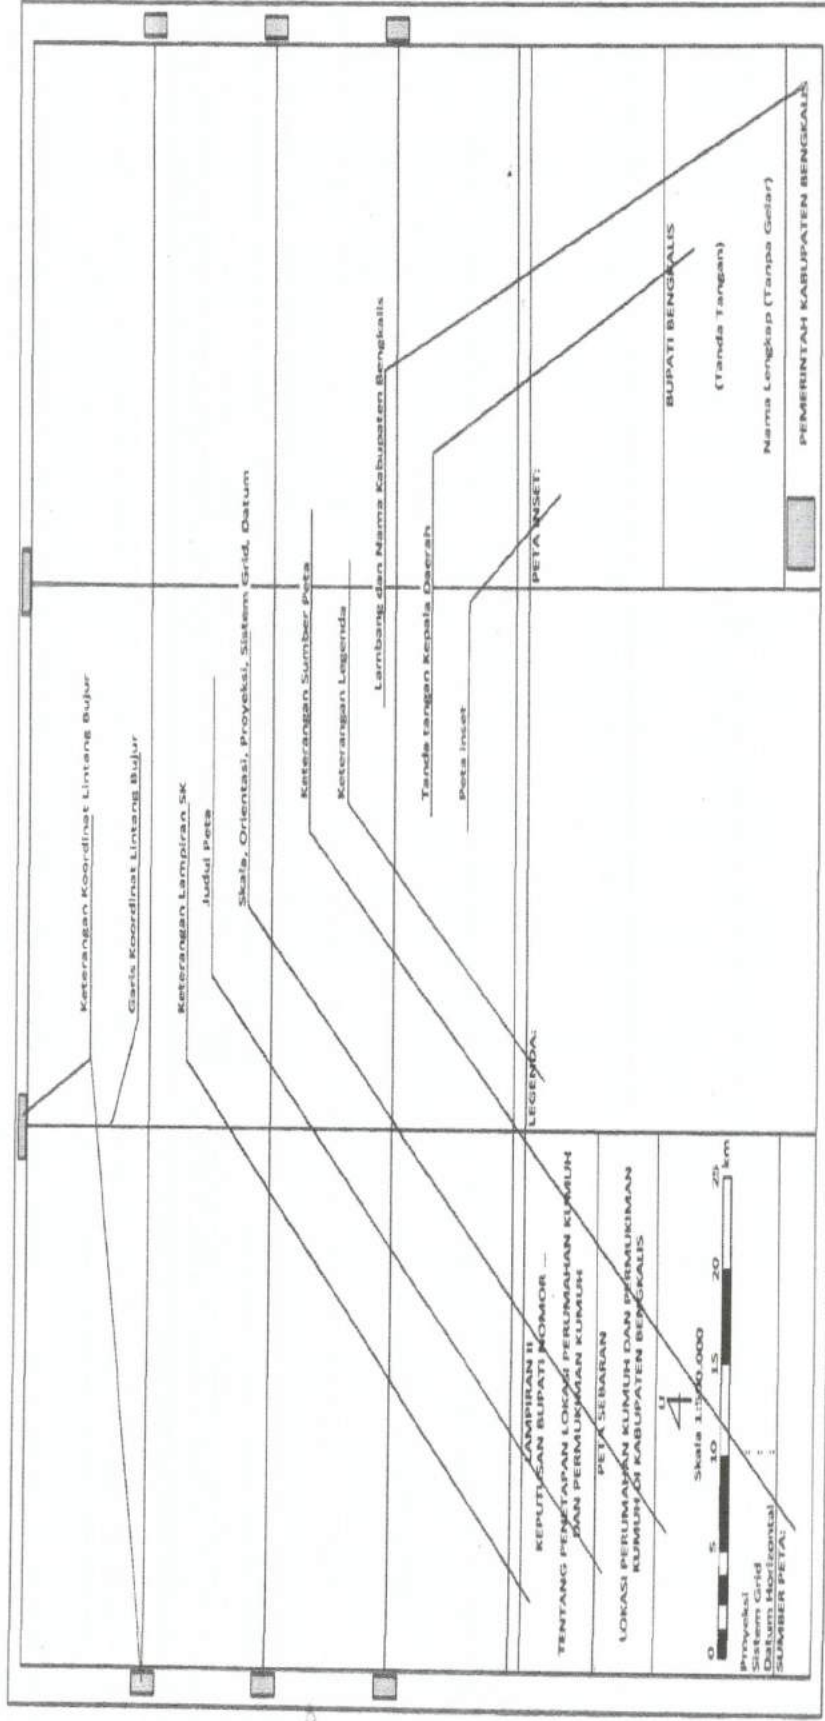 Keterangan Koordinat Lintang Bujur
Garis Koordinat Lintang Bujur
Keterangan Lampiran SK
Judul Peta
Skala, Orientasi, Proyeksi, Sistem Grid, Datum
Keterangan Sumber Peta
Keterangan Legenda
Lambang dan Nama Kabupaten Bengkalis
Tanda tangan Kepala Daerah
Peta inset
LAMPIRAN II
KEPUTUSAN BUPATI NOMOR ...
TENTANG PENETAPAN LOKASI PERUMAHAN KUMUH
DAN PERMUKIMAN KUMUH
PETA SEBARAN
LOKASI PERUMAHAN KUMUH DAN PERMUKIMAN
KUMUH DI KABUPATEN BENGKALIS
U
Skala 1:500.000
0 5 10 15 20 25
km
Proyeksi :
Sistem Grid :
Datum Horizontal :
SUMBER PETA:
LEGENDA:
PETA INSET:
BUPATI BENGKALIS
(Tanda Tangan)
Nama Lengkap (Tanpa Gelar)
PEMERINTAH KABUPATEN BENGKALIS